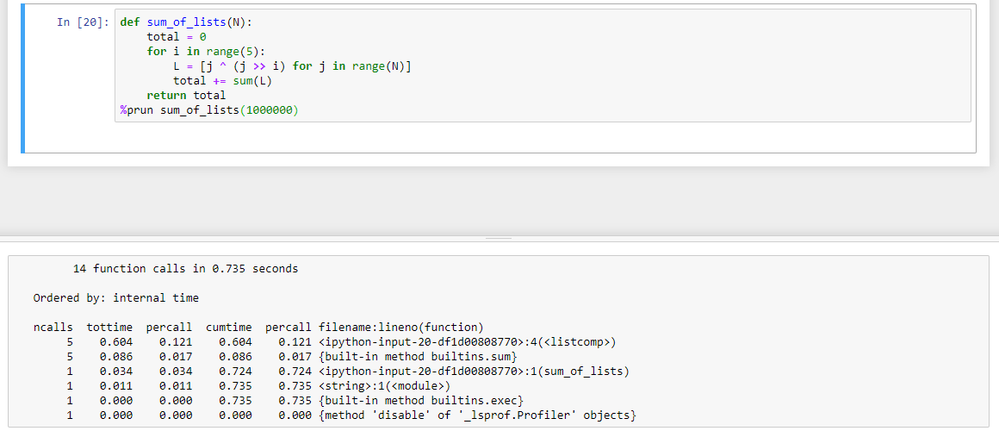 In [20]: def sum_of_lists(N):
    total = 0
    for i in range(5):
        L = [j ^ (j >> i) for j in range(N)]
        total += sum(L)
    return total
%prun sum_of_lists(1000000)
14 function calls in 0.735 seconds
Ordered by: internal time
ncalls  tottime  percall  cumtime  percall filename:lineno(function)
     5    0.604    0.121    0.604    0.121 <ipython-input-20-df1d00808770>:4(<listcomp>)
     5    0.086    0.017    0.086    0.017 {built-in method builtins.sum}
     1    0.034    0.034    0.724    0.724 <ipython-input-20-df1d00808770>:1(sum_of_lists)
     1    0.011    0.011    0.735    0.735 <string>:1(<module>)
     1    0.000    0.000    0.735    0.735 {built-in method builtins.exec}
     1    0.000    0.000    0.000    0.000 {method 'disable' of '_lsprof.Profiler' objects}